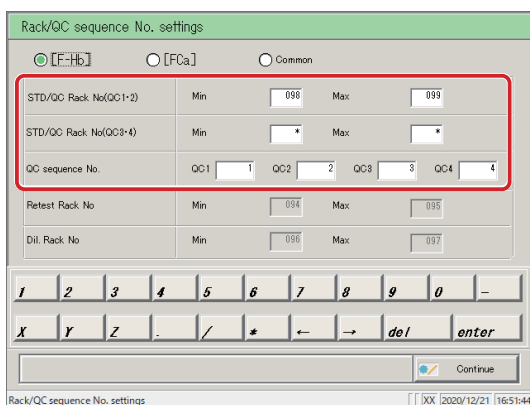 Rack/QC sequence No. settings
[F-Hb] [FCa] Common
STD/QC Rack No(QC1・2) Min 098 Max 099
STD/QC Rack No(QC3・4) Min * Max *
QC sequence No. QC1 1 QC2 2 QC3 3 QC4 4
Retest Rack No Min 094 Max 095
Dil. Rack No Min 096 Max 097
1 2 3 4 5 6 7 8 9 0 -
X Y Z . / * ← → del enter
Continue
Rack/QC sequence No. settings XX 2020/12/21 16:51:44